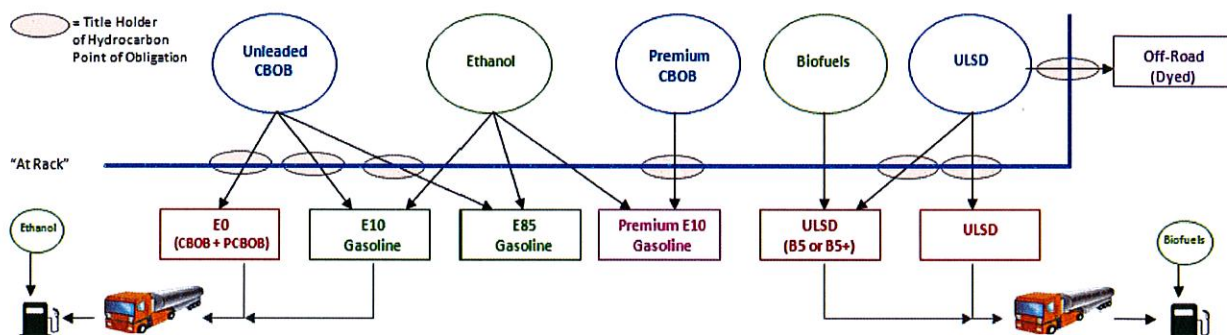 = Title Holder
of Hydrocarbon
Point of Obligation
Unleaded
CBOB
Ethanol
Premium
CBOB
Biofuels
ULSD
Off-Road
(Dyed)
"At Rack"
E0
(CBOB + PCBOB)
E10
Gasoline
E85
Gasoline
Premium E10
Gasoline
ULSD
(B5 or B5+)
ULSD
Ethanol
Biofuels